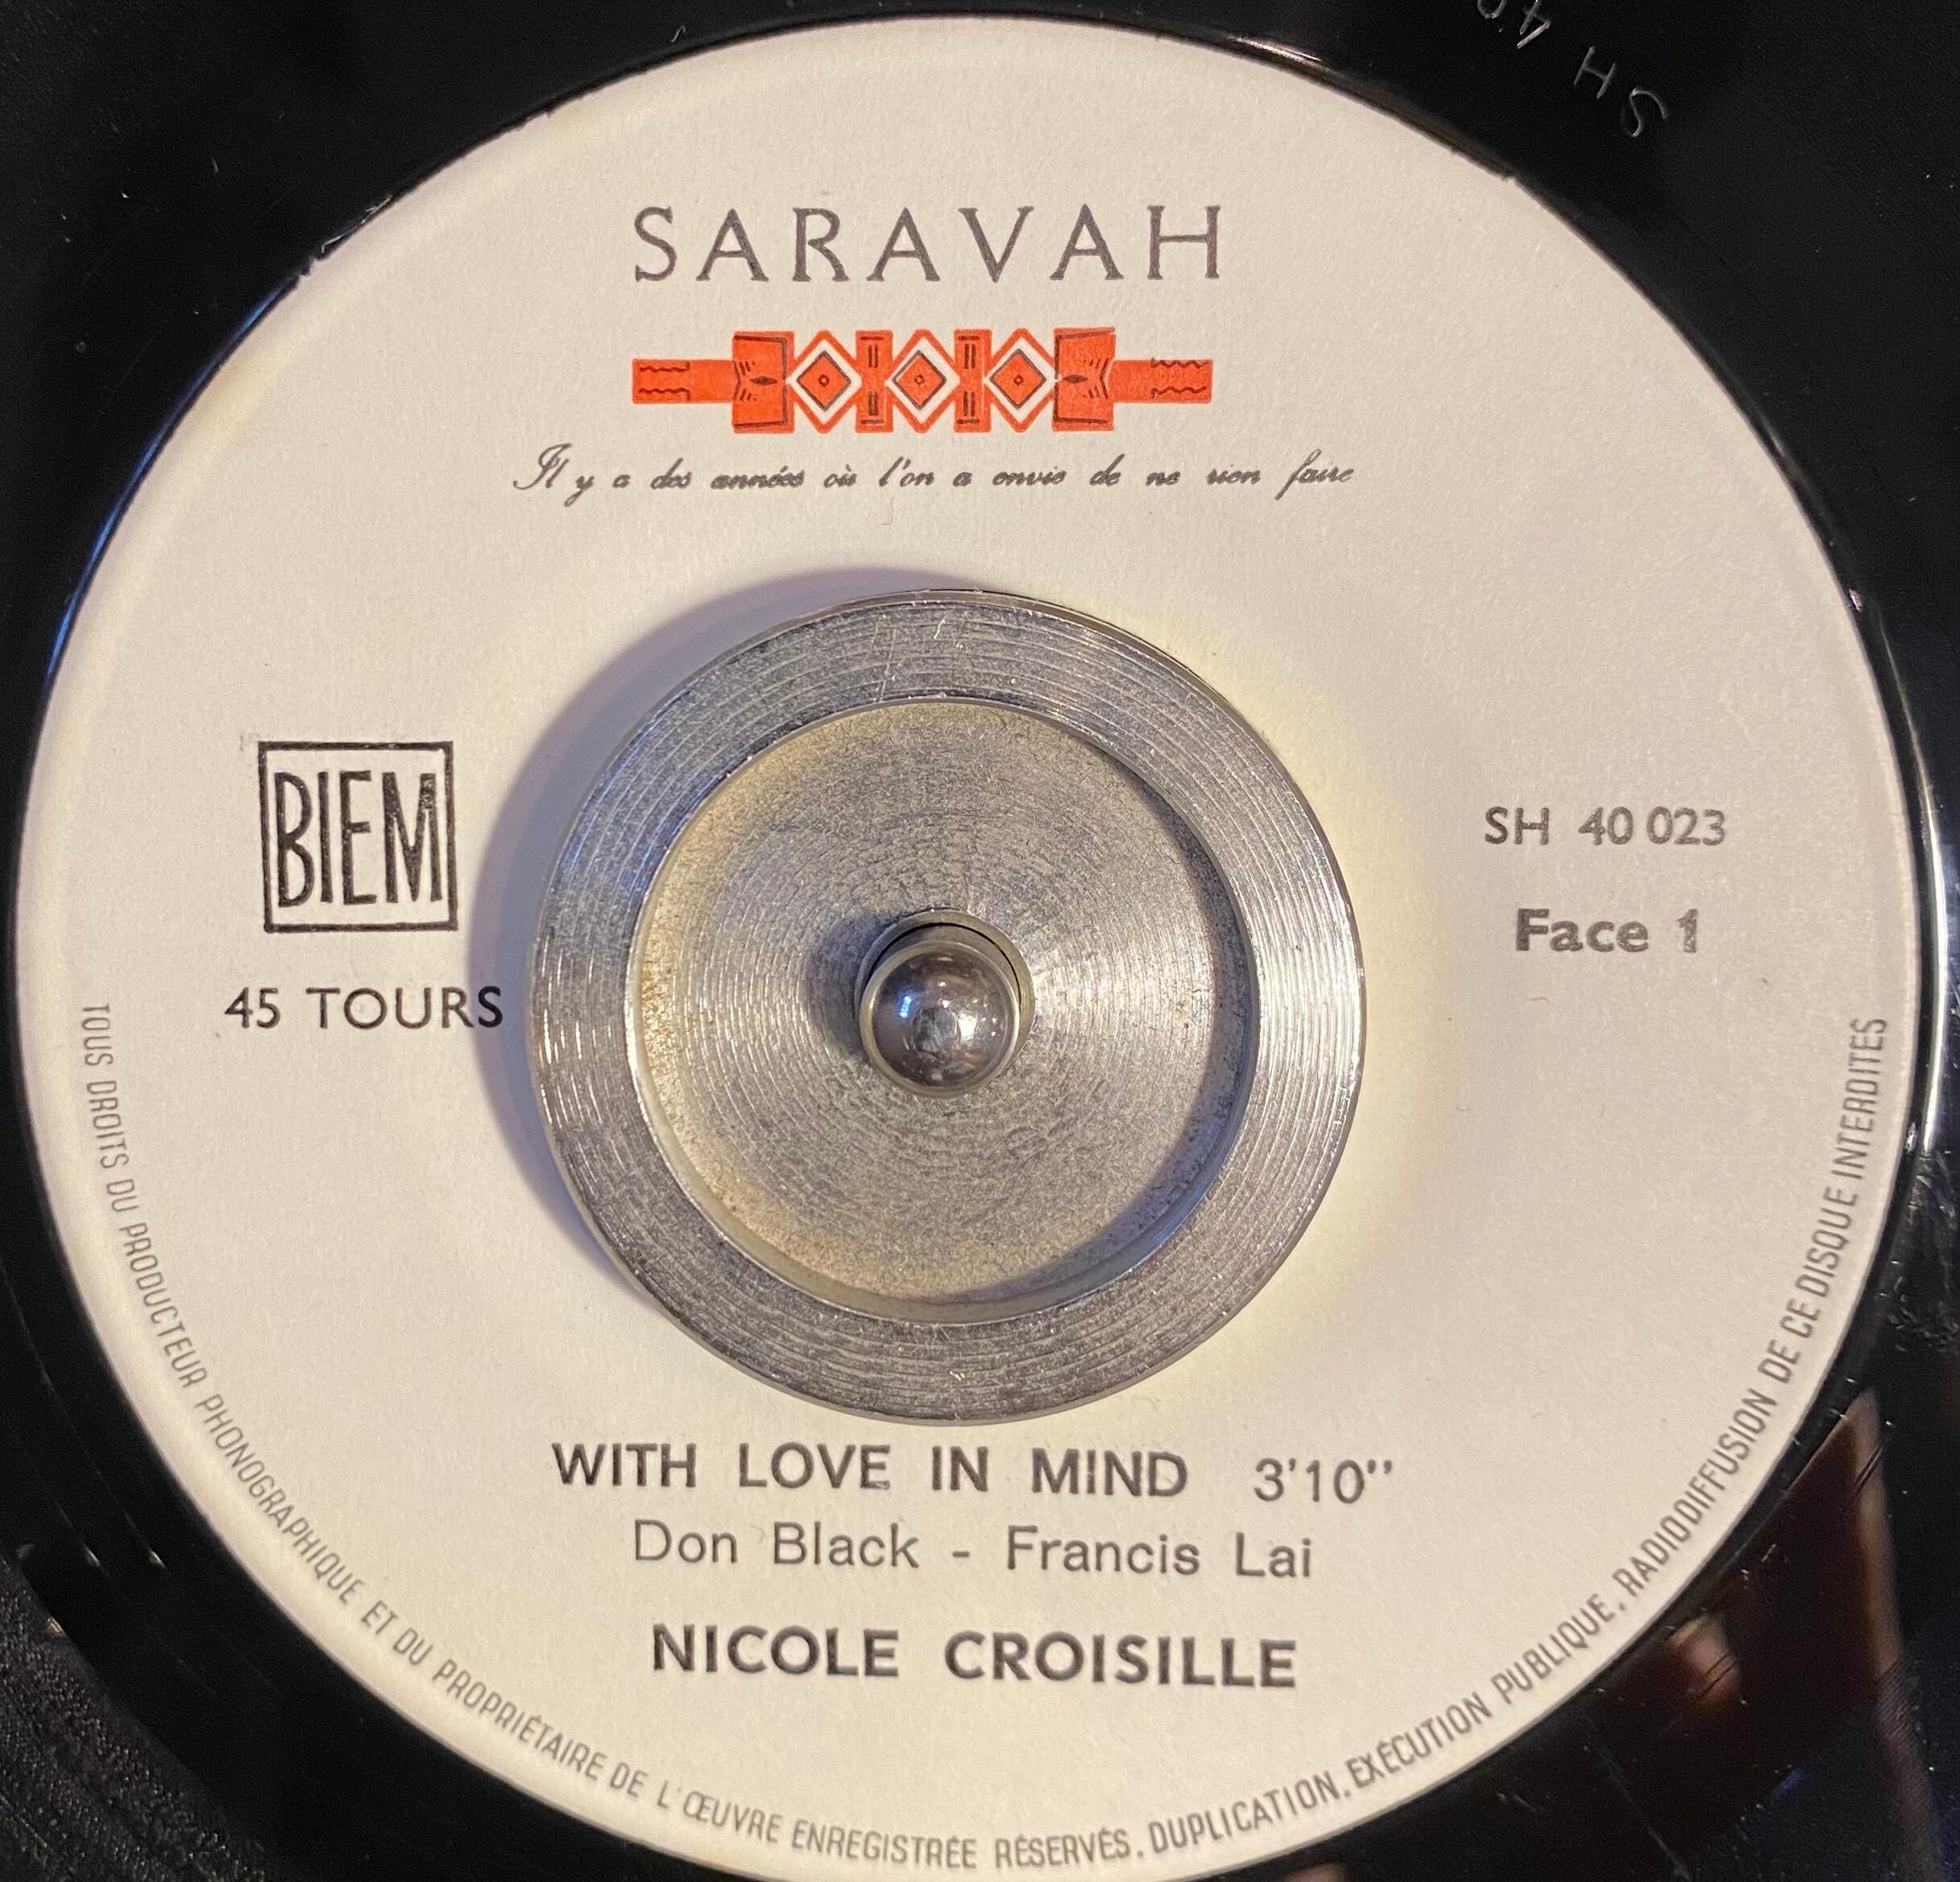 SH 40
SARAVAH
Il y a des années où l'on a envie de ne rien faire
BIEM
45 TOURS
SH 40 023
Face 1
WITH LOVE IN MIND 3'10''
Don Black - Francis Lai
NICOLE CROISILLE
TOUS DROITS DU PRODUCTEUR PHONOGRAPHIQUE ET DU PROPRIÉTAIRE DE L'ŒUVRE ENREGISTRÉE RÉSERVÉS. DUPLICATION, EXÉCUTION PUBLIQUE, RADIODIFFUSION DE CE DISQUE INTERDITES